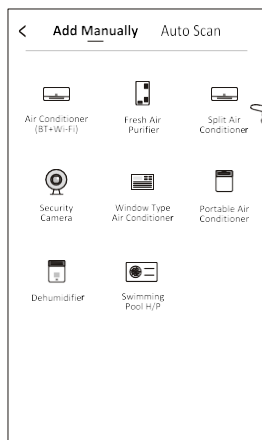 < Add Manually Auto Scan
Air Conditioner Fresh Air Split Air
(BT+Wi-Fi) Purifier Conditioner
Security Window Type Portable Air
Camera Air Conditioner Conditioner
Dehumidifier Swimming
Pool H/P